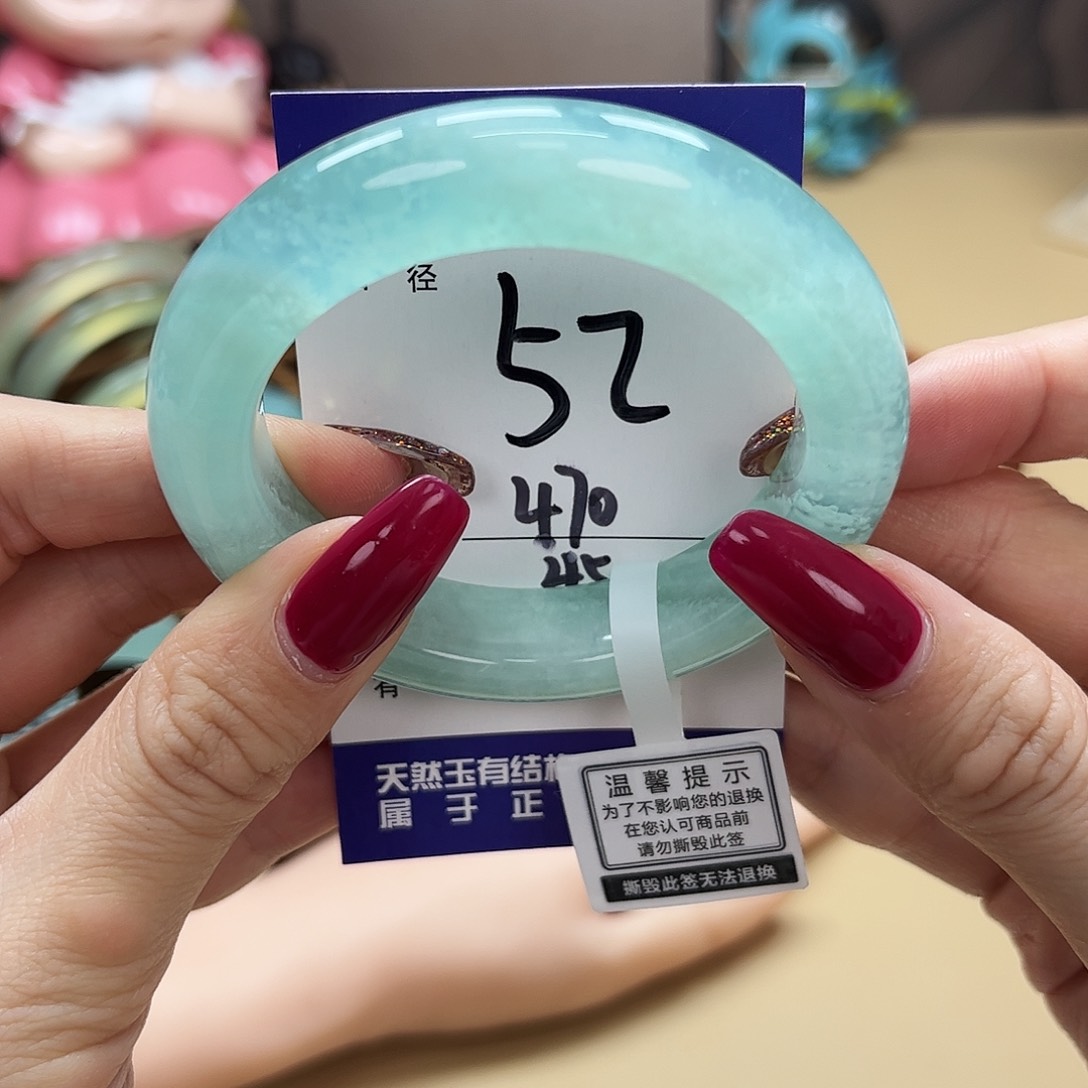 径
52
470
45
有
天然玉有结构
属于正
温馨提示
为了不影响您的退换
在您认可商品前
请勿撕毁此签
撕毁此签无法退换